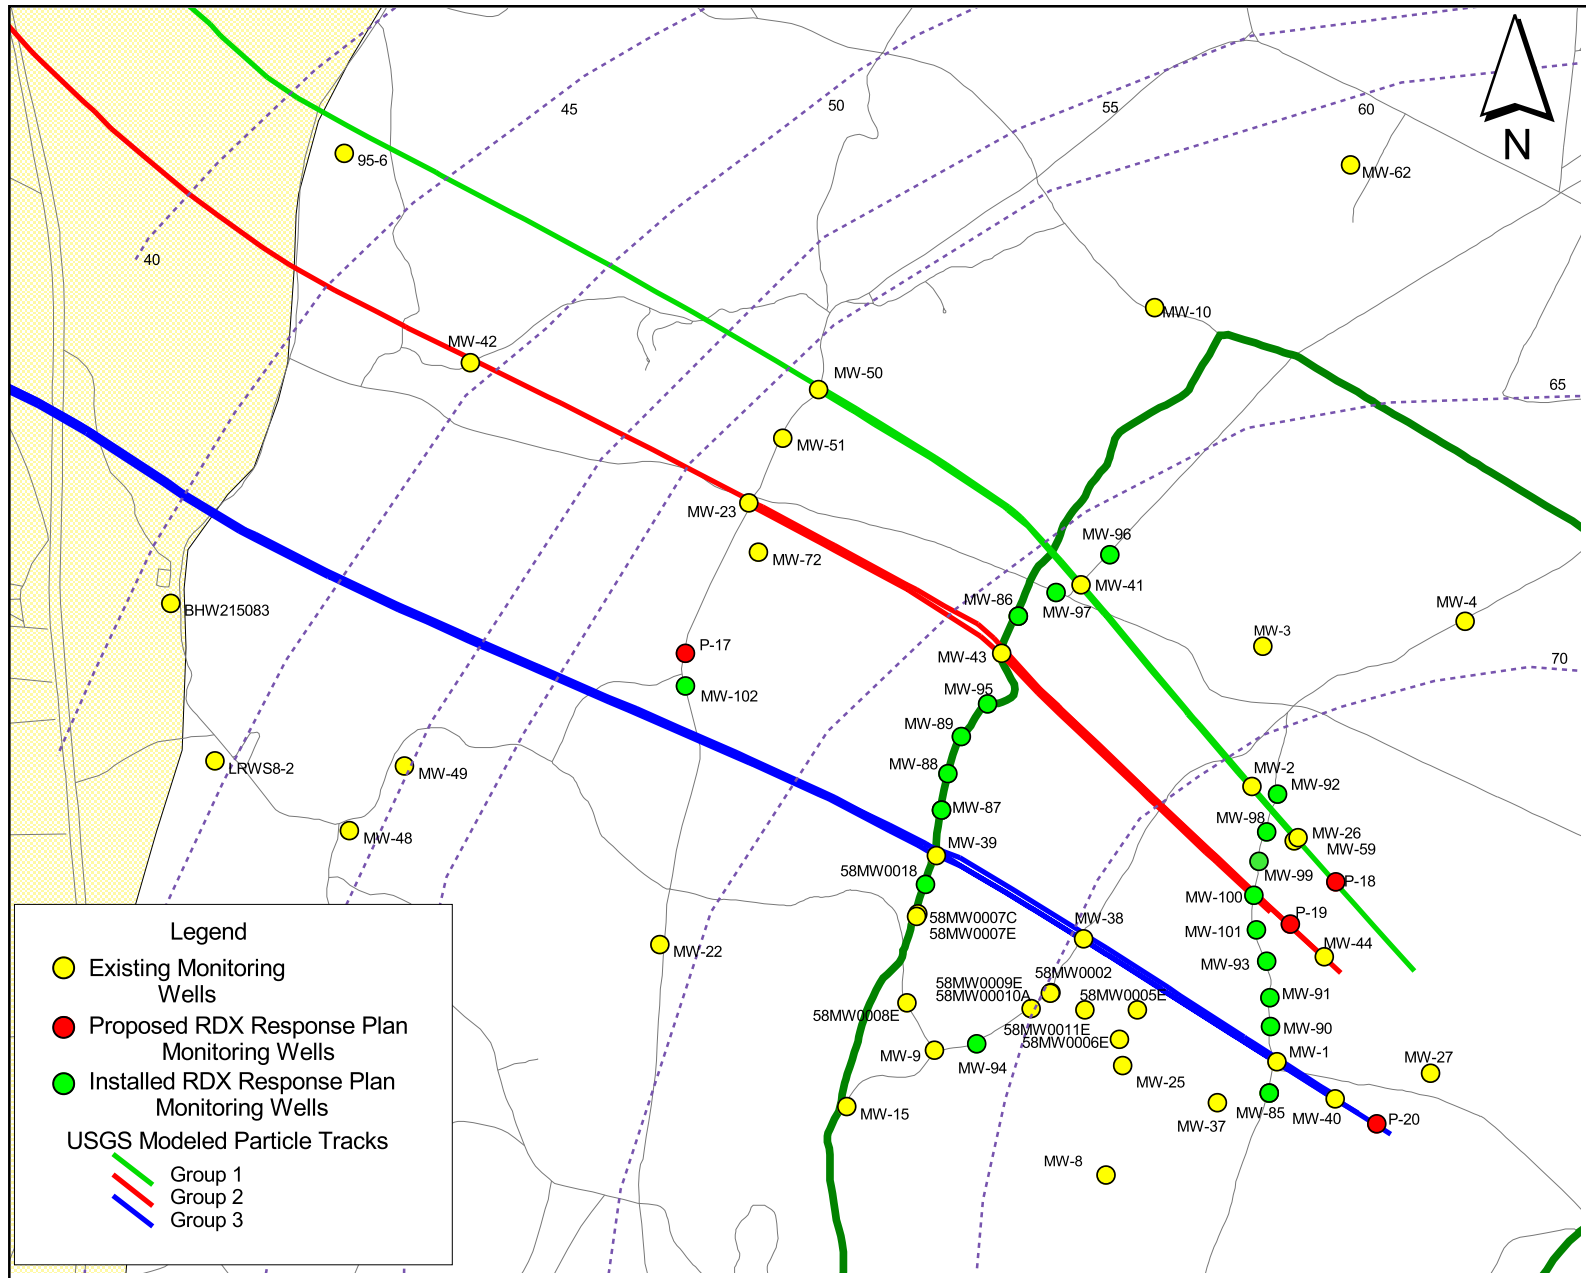 45
50
55
60
N
95-6
MW-62
40
MW-10
MW-42
MW-50
65
MW-51
MW-23
MW-96
MW-72
MW-41
MW-86
MW-97
BHW215083
MW-4
MW-3
P-17
MW-43
70
MW-102
MW-95
MW-89
MW-88
MW-2
LRWS8-2
MW-49
MW-92
MW-87
MW-98
MW-26
MW-48
MW-39
MW-59
58MW0018
MW-99
P-18
MW-100
P-19
58MW0007C
MW-38
58MW0007E
MW-101
MW-22
MW-44
MW-93
58MW0002
58MW0009E
58MW00010A
58MW0005E
MW-91
58MW0008E
58MW0011E
MW-90
58MW0006E
MW-9
MW-1
MW-27
MW-94
MW-25
MW-15
MW-37
MW-85
MW-40
P-20
MW-8
Legend
Existing Monitoring
Wells
Proposed RDX Response Plan
Monitoring Wells
Installed RDX Response Plan
Monitoring Wells
USGS Modeled Particle Tracks
Group 1
Group 2
Group 3